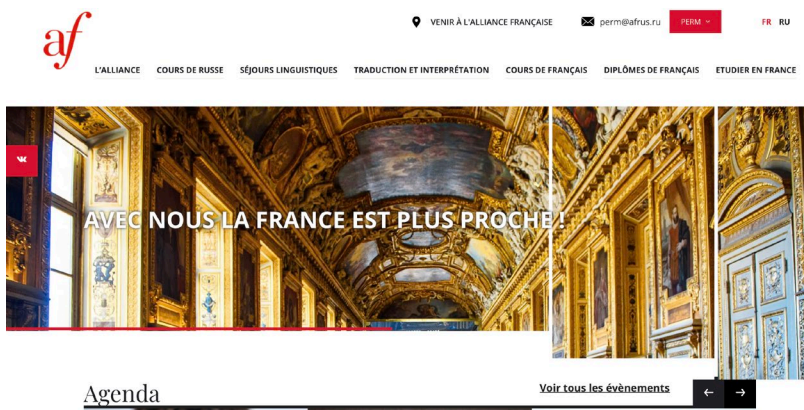 af
VENIR À L'ALLIANCE FRANÇAISE perm@afrus.ru PERM FR RU
L'ALLIANCE COURS DE RUSSE SÉJOURS LINGUISTIQUES TRADUCTION ET INTERPRÉTATION COURS DE FRANÇAIS DIPLÔMES DE FRANÇAIS ETUDIER EN FRANCE
AVEC NOUS LA FRANCE EST PLUS PROCHE !
Agenda Voir tous les évènements